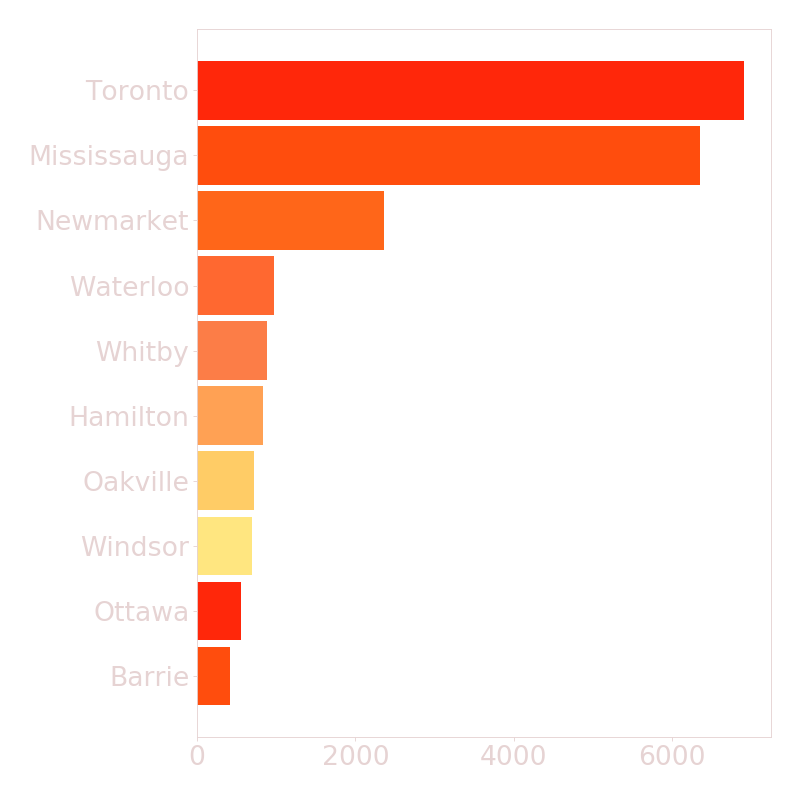 Toronto
Mississauga
Newmarket
Waterloo
Whitby
Hamilton
Oakville
Windsor
Ottawa
Barrie
0 2000 4000 6000